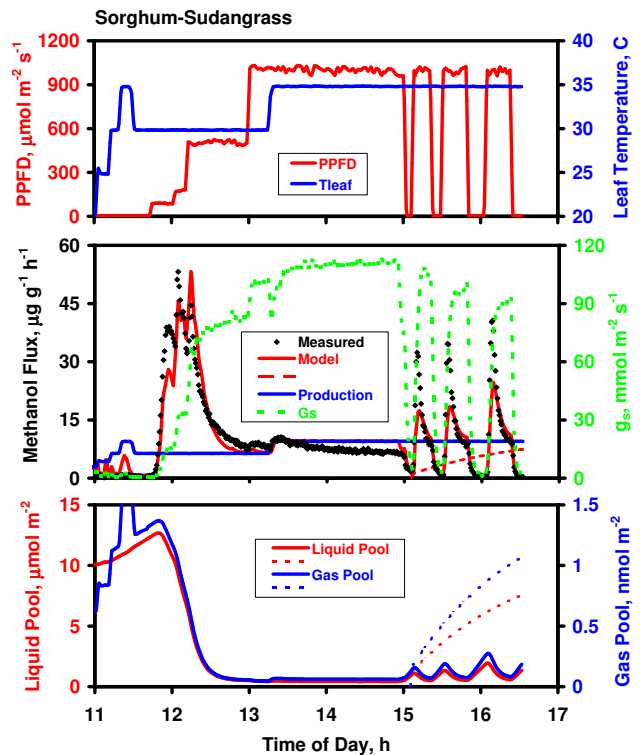 Sorghum-Sudangrass
1200
900
600
300
0
PPFD, μmol m⁻² s⁻¹
PPFD
Tleaf
40
35
30
25
20
Leaf Temperature, C
60
45
30
15
0
Methanol Flux, μg g⁻¹ h⁻¹
Measured
Model
Production
Gs
120
90
60
30
0
gₛ, mmol m⁻² s⁻¹
15
10
5
0
Liquid Pool, μmol m⁻²
Liquid Pool
Gas Pool
1.5
1
0.5
0
Gas Pool, nmol m⁻²
11 12 13 14 15 16 17
Time of Day, h